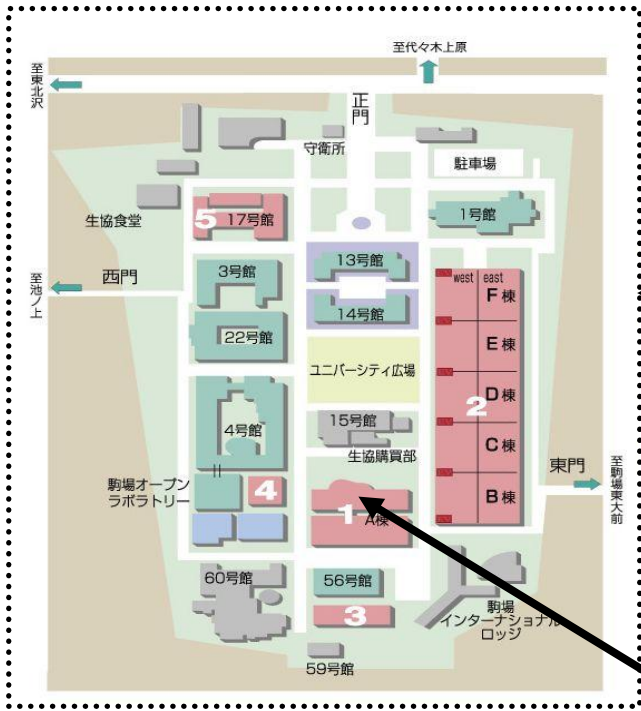 至代々木上原
至東北沢
正門
守衛所
駐車場
生協食堂
5 17号館
1号館
至池ノ上
西門
3号館
13号館
west east
F棟
14号館
22号館
E棟
ユニバーシティ広場
D棟
2
15号館
4号館
生協購買部
C棟
東門
至駒場東大前
駒場オープン
ラボラトリー
4
B棟
1
A棟
60号館
56号館
3
駒場
インターナショナル
ロッジ
59号館